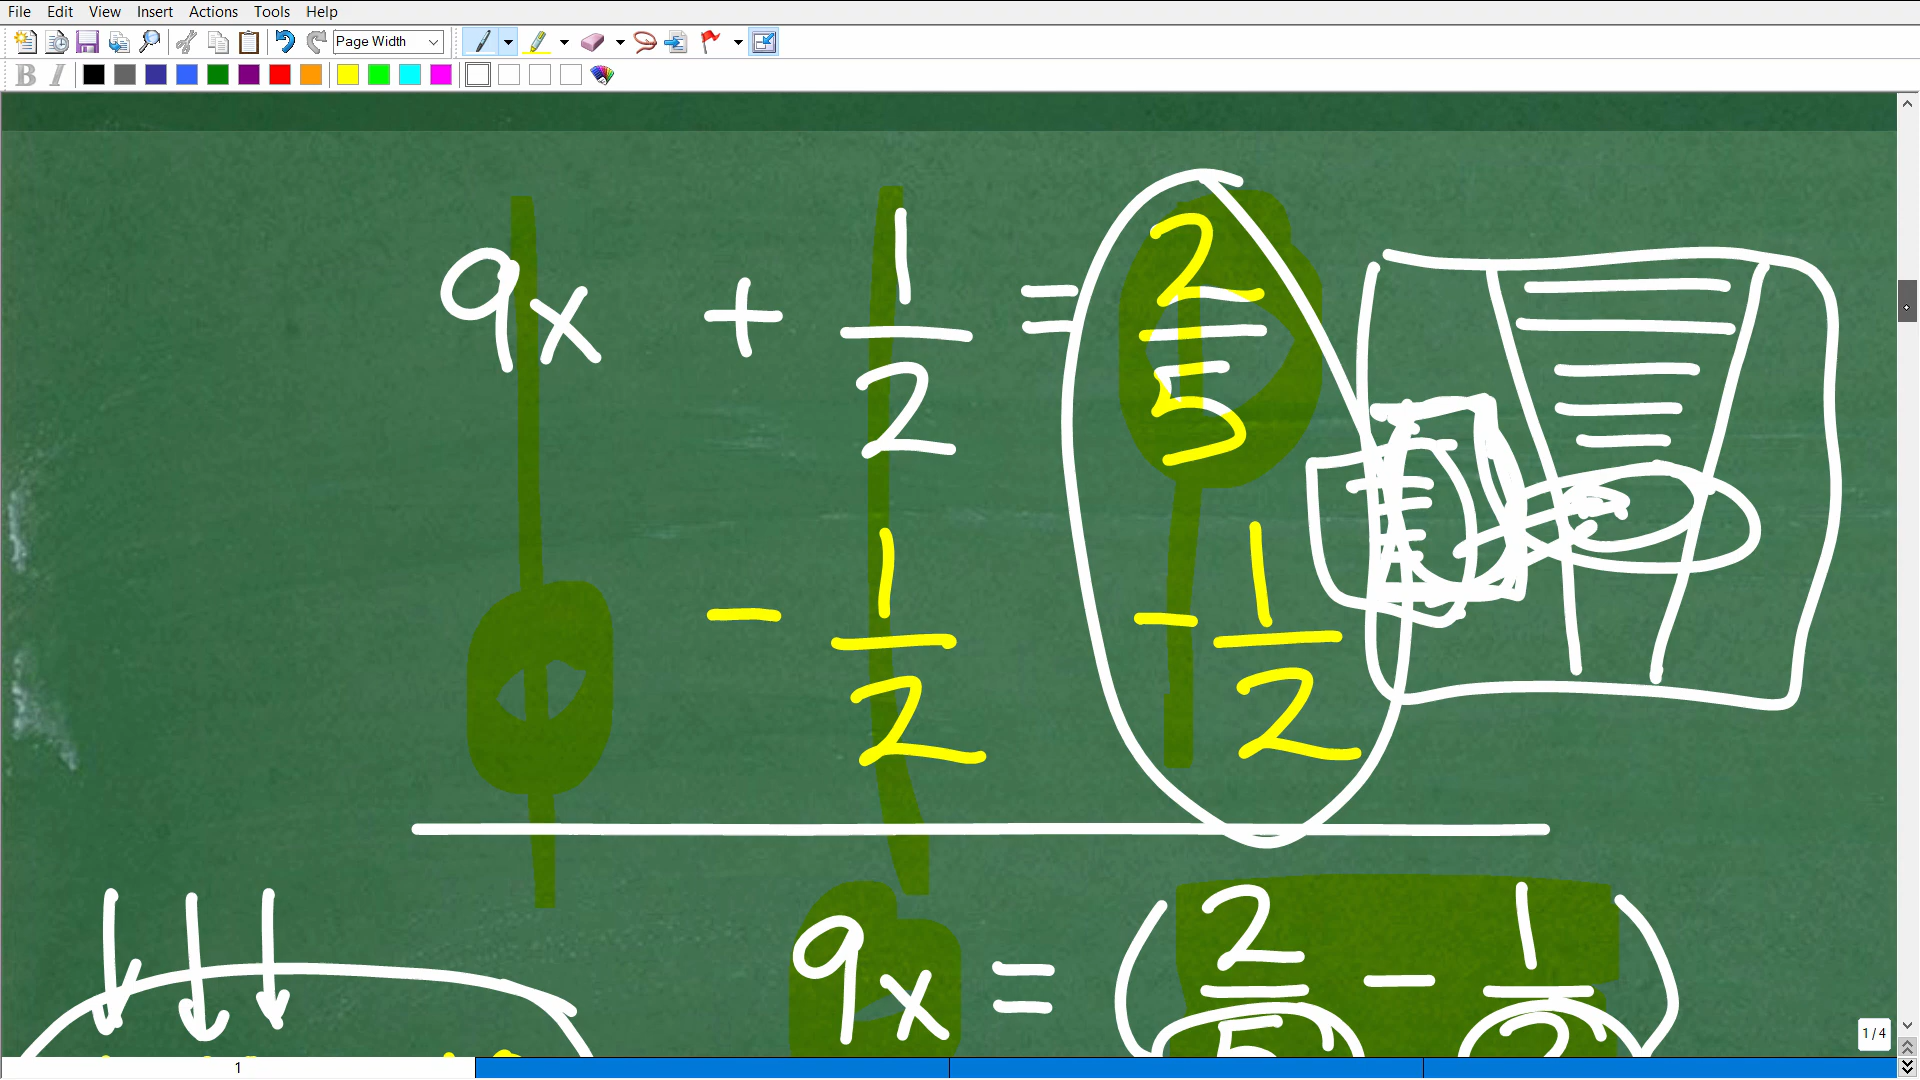 File Edit View Insert Actions Tools Help
Page Width
B I
9x + 1/2 = 2/5
- 1/2 - 1/2
9x = (2/5 - 1/2)
1 / 4
1